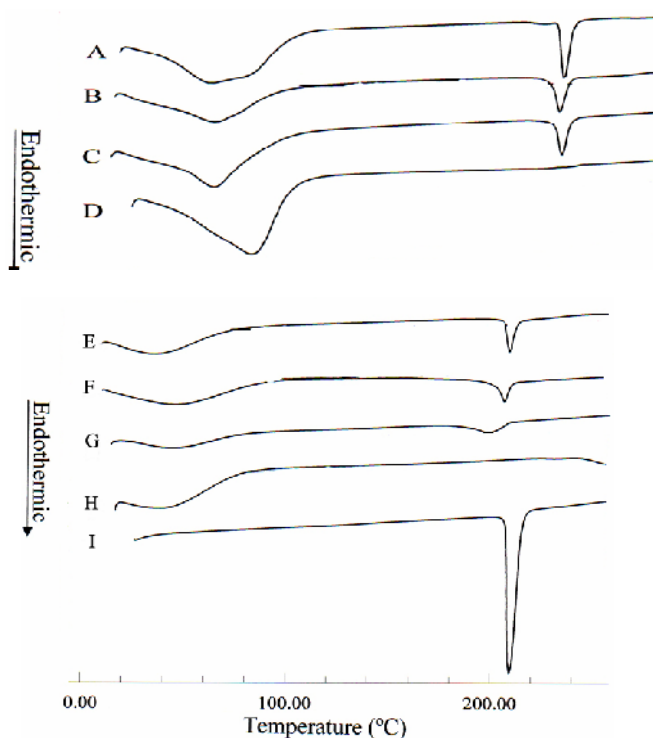 A
B
C
D
Endothermic
E
F
G
H
I
Endothermic
0.00 100.00 200.00
Temperature (°C)